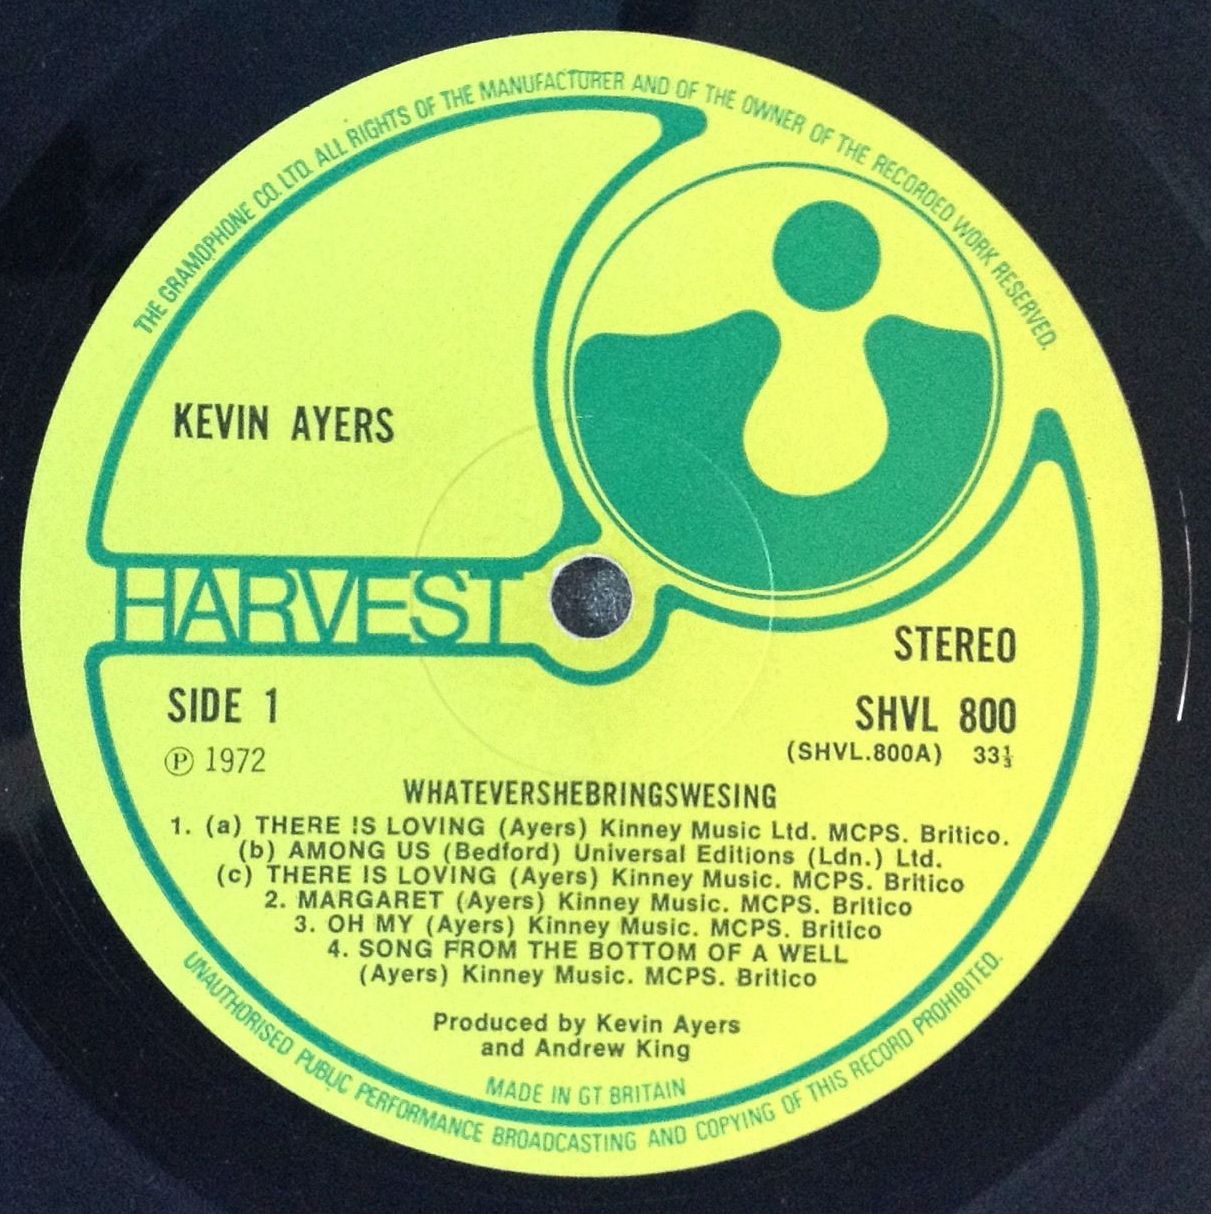 THE GRAMOPHONE CO. LTD. ALL RIGHTS OF THE MANUFACTURER AND OF THE OWNER OF THE RECORDED WORK RESERVED.
KEVIN AYERS
HARVEST
STEREO
SIDE 1
SHVL 800
℗ 1972
(SHVL.800A) 33⅓
WHATEVERSHEBRINGSWESING
1. (a) THERE IS LOVING (Ayers) Kinney Music Ltd. MCPS. Britico.
(b) AMONG US (Bedford) Universal Editions (Ldn.) Ltd.
(c) THERE IS LOVING (Ayers) Kinney Music. MCPS. Britico
2. MARGARET (Ayers) Kinney Music. MCPS. Britico
3. OH MY (Ayers) Kinney Music. MCPS. Britico
4. SONG FROM THE BOTTOM OF A WELL
(Ayers) Kinney Music. MCPS. Britico
Produced by Kevin Ayers
and Andrew King
MADE IN GT BRITAIN
UNAUTHORISED PUBLIC PERFORMANCE BROADCASTING AND COPYING OF THIS RECORD PROHIBITED.